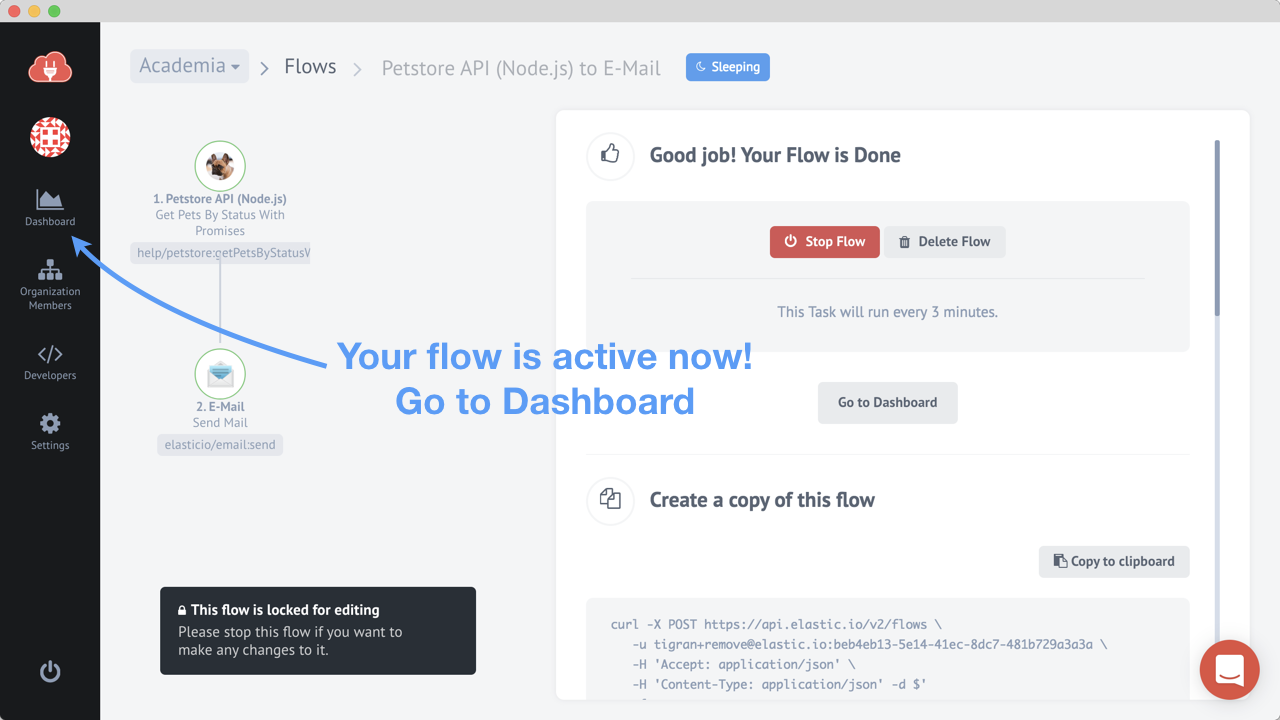 Academia
Flows
Petstore API (Node.js) to E-Mail
Sleeping
Dashboard
Organization
Members
Developers
Settings
1. Petstore API (Node.js)
Get Pets By Status With
Promises
help/petstore:getPetsByStatusW
2. E-Mail
Send Mail
elasticio/email:send
Your flow is active now!
Go to Dashboard
This flow is locked for editing
Please stop this flow if you want to
make any changes to it.
Good job! Your Flow is Done
Stop Flow
Delete Flow
This Task will run every 3 minutes.
Go to Dashboard
Create a copy of this flow
Copy to clipboard
curl -X POST https://api.elastic.io/v2/flows \
-u tigran+remove@elastic.io:beb4eb13-5e14-41ec-8dc7-481b729a3a3a \
-H 'Accept: application/json' \
-H 'Content-Type: application/json' -d $'